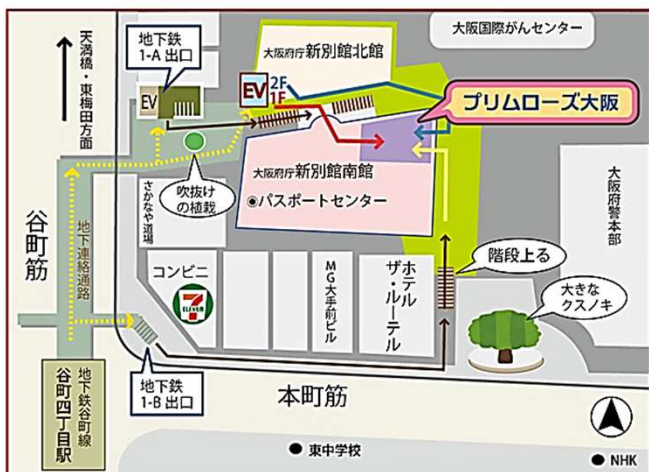 天満橋・東梅田方面
地下鉄
1-A 出口
EV
大阪府庁 新別館北館
大阪国際がんセンター
EV
2F
1F
プリムローズ大阪
吹抜け
の植栽
さかなや道場
大阪府庁 新別館南館
◉パスポートセンター
大阪府警本部
谷町筋
地下連絡通路
コンビニ
7
ELEVEN
MG大手前ビル
ホテル
ザ・ルーテル
階段上る
大きな
クスノキ
地下鉄谷町線
谷町四丁目駅
地下鉄
1-B 出口
本町筋
東中学校
NHK